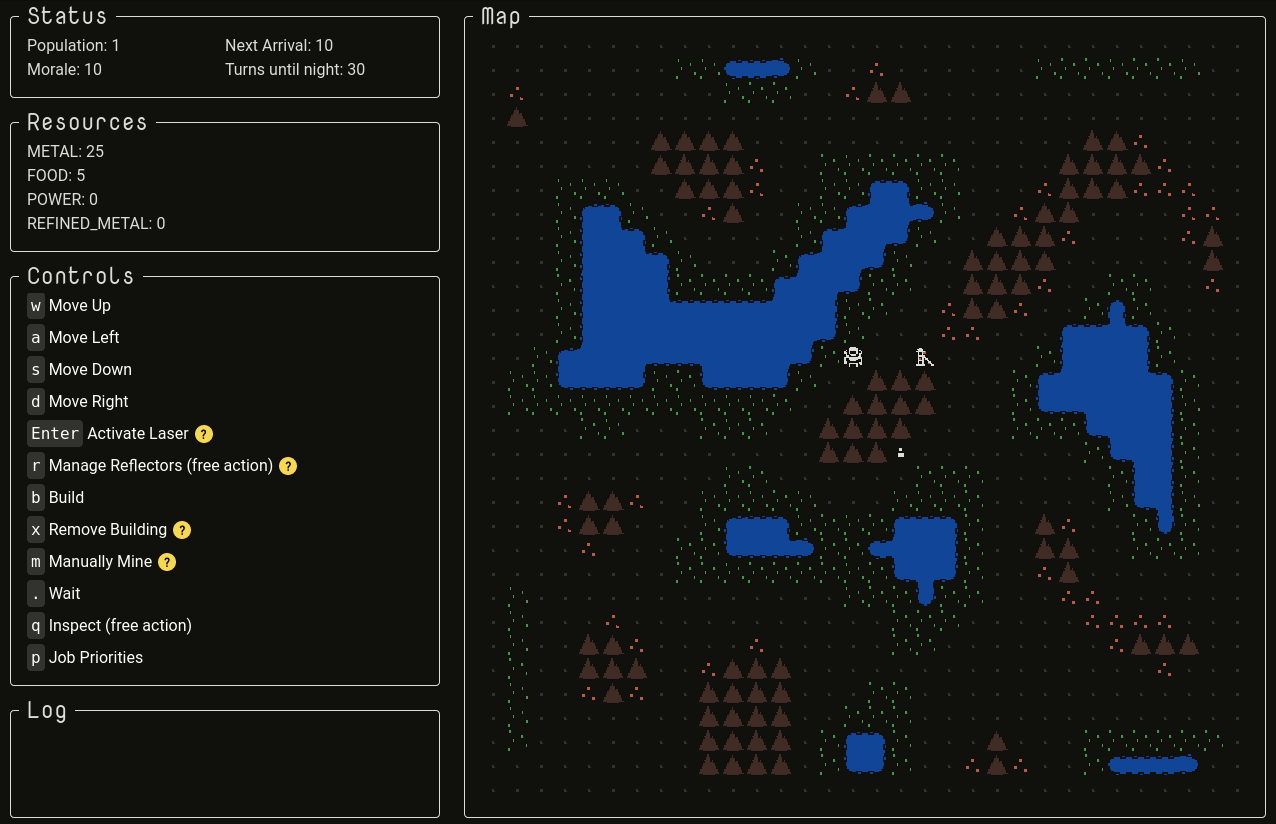 Status
Population: 1 Next Arrival: 10
Morale: 10 Turns until night: 30
Resources
METAL: 25
FOOD: 5
POWER: 0
REFINED_METAL: 0
Controls
w Move Up
a Move Left
s Move Down
d Move Right
Enter Activate Laser ?
r Manage Reflectors (free action) ?
b Build
x Remove Building ?
m Manually Mine ?
. Wait
q Inspect (free action)
p Job Priorities
Log
Map